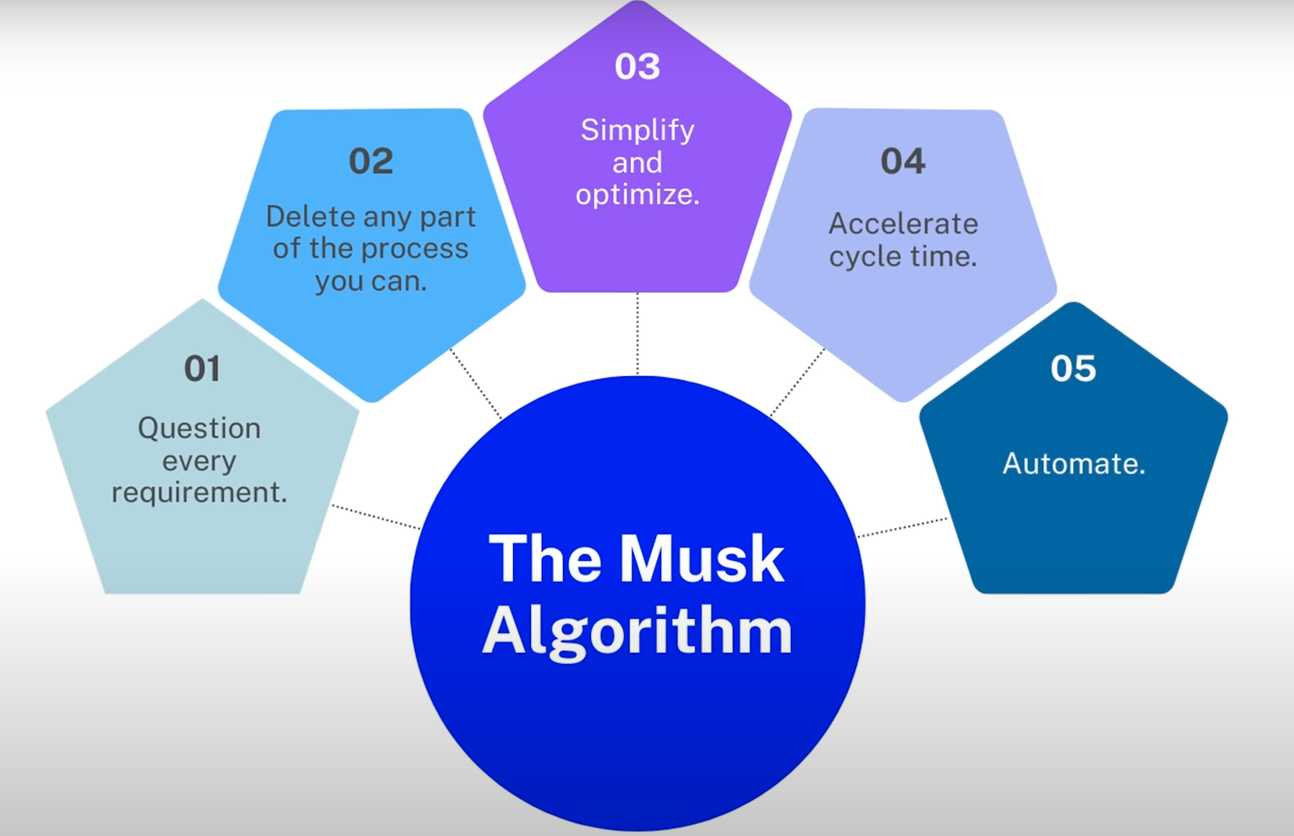 01
Question
every
requirement.
02
Delete any part
of the process
you can.
03
Simplify
and
optimize.
04
Accelerate
cycle time.
05
Automate.
The Musk
Algorithm